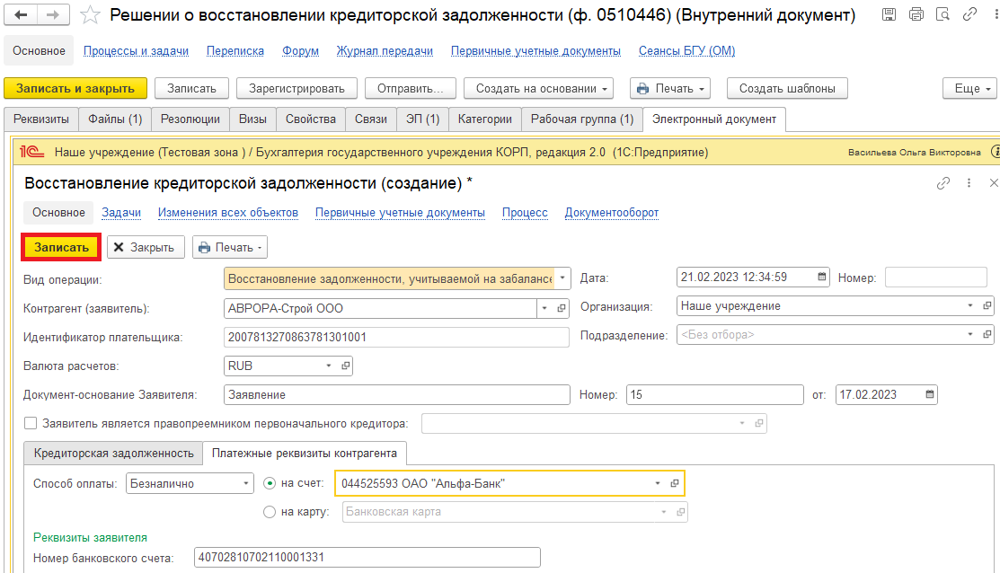 Решении о восстановлении кредиторской задолженности (ф. 0510446) (Внутренний документ)
Основное Процессы и задачи Переписка Форум Журнал передачи Первичные учетные документы Сеансы БГУ (ОМ)
Записать и закрыть Записать Зарегистрировать Отправить... Создать на основании Печать Создать шаблоны Еще
Реквизиты Файлы (1) Резолюции Визы Свойства Связи ЭП (1) Категории Рабочая группа (1) Электронный документ
1С Наше учреждение (Тестовая зона ) / Бухгалтерия государственного учреждения КОРП, редакция 2.0 (1С:Предприятие) Васильева Ольга Викторовна
Восстановление кредиторской задолженности (создание) *
Основное Задачи Изменения всех объектов Первичные учетные документы Процесс Документооборот
Записать Закрыть Печать
Вид операции: Восстановление задолженности, учитываемой на забалансе Дата: 21.02.2023 12:34:59 Номер:
Контрагент (заявитель): АВРОРА-Строй ООО Организация: Наше учреждение
Идентификатор плательщика: 2007813270863781301001 Подразделение: <Без отбора>
Валюта расчетов: RUB
Документ-основание Заявителя: Заявление Номер: 15 от: 17.02.2023
Заявитель является правопреемником первоначального кредитора:
Кредиторская задолженность Платежные реквизиты контрагента
Способ оплаты: Безналично на счет: 044525593 ОАО "Альфа-Банк"
на карту: Банковская карта
Реквизиты заявителя
Номер банковского счета: 40702810702110001331